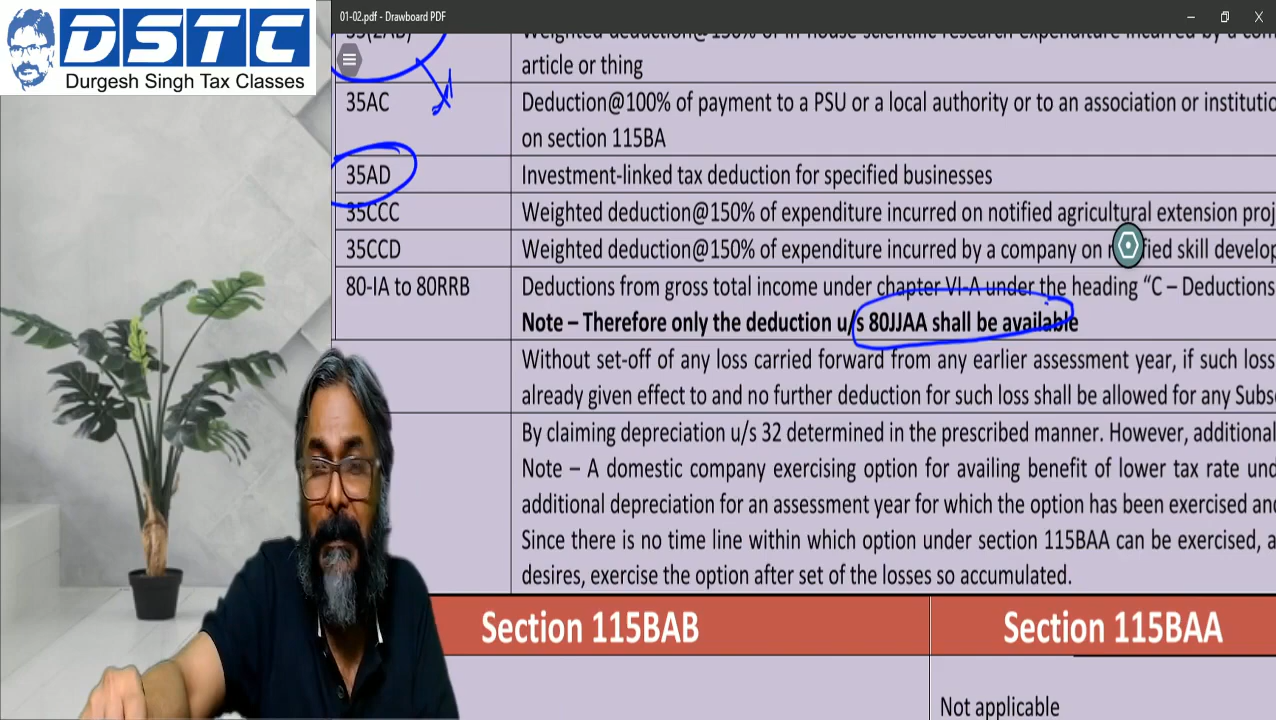 DSTC
Durgesh Singh Tax Classes
01-02.pdf - Drawboard PDF
article or thing
35AC
Deduction@100% of payment to a PSU or a local authority or to an association or institutio
on section 115BA
35AD
Investment-linked tax deduction for specified businesses
35CCC
Weighted deduction@150% of expenditure incurred on notified agricultural extension proj
35CCD
Weighted deduction@150% of expenditure incurred by a company on n fied skill develop
80-IA to 80RRB
Deductions from gross total income under chapter VI-A under the heading “C – Deductions
Note – Therefore only the deduction u/s 80JJAA shall be available
Without set-off of any loss carried forward from any earlier assessment year, if such loss
already given effect to and no further deduction for such loss shall be allowed for any Subs
By claiming depreciation u/s 32 determined in the prescribed manner. However, additional
Note – A domestic company exercising option for availing benefit of lower tax rate und
additional depreciation for an assessment year for which the option has been exercised and
Since there is no time line within which option under section 115BAA can be exercised, a
desires, exercise the option after set of the losses so accumulated.
Section 115BAB
Section 115BAA
Not applicable